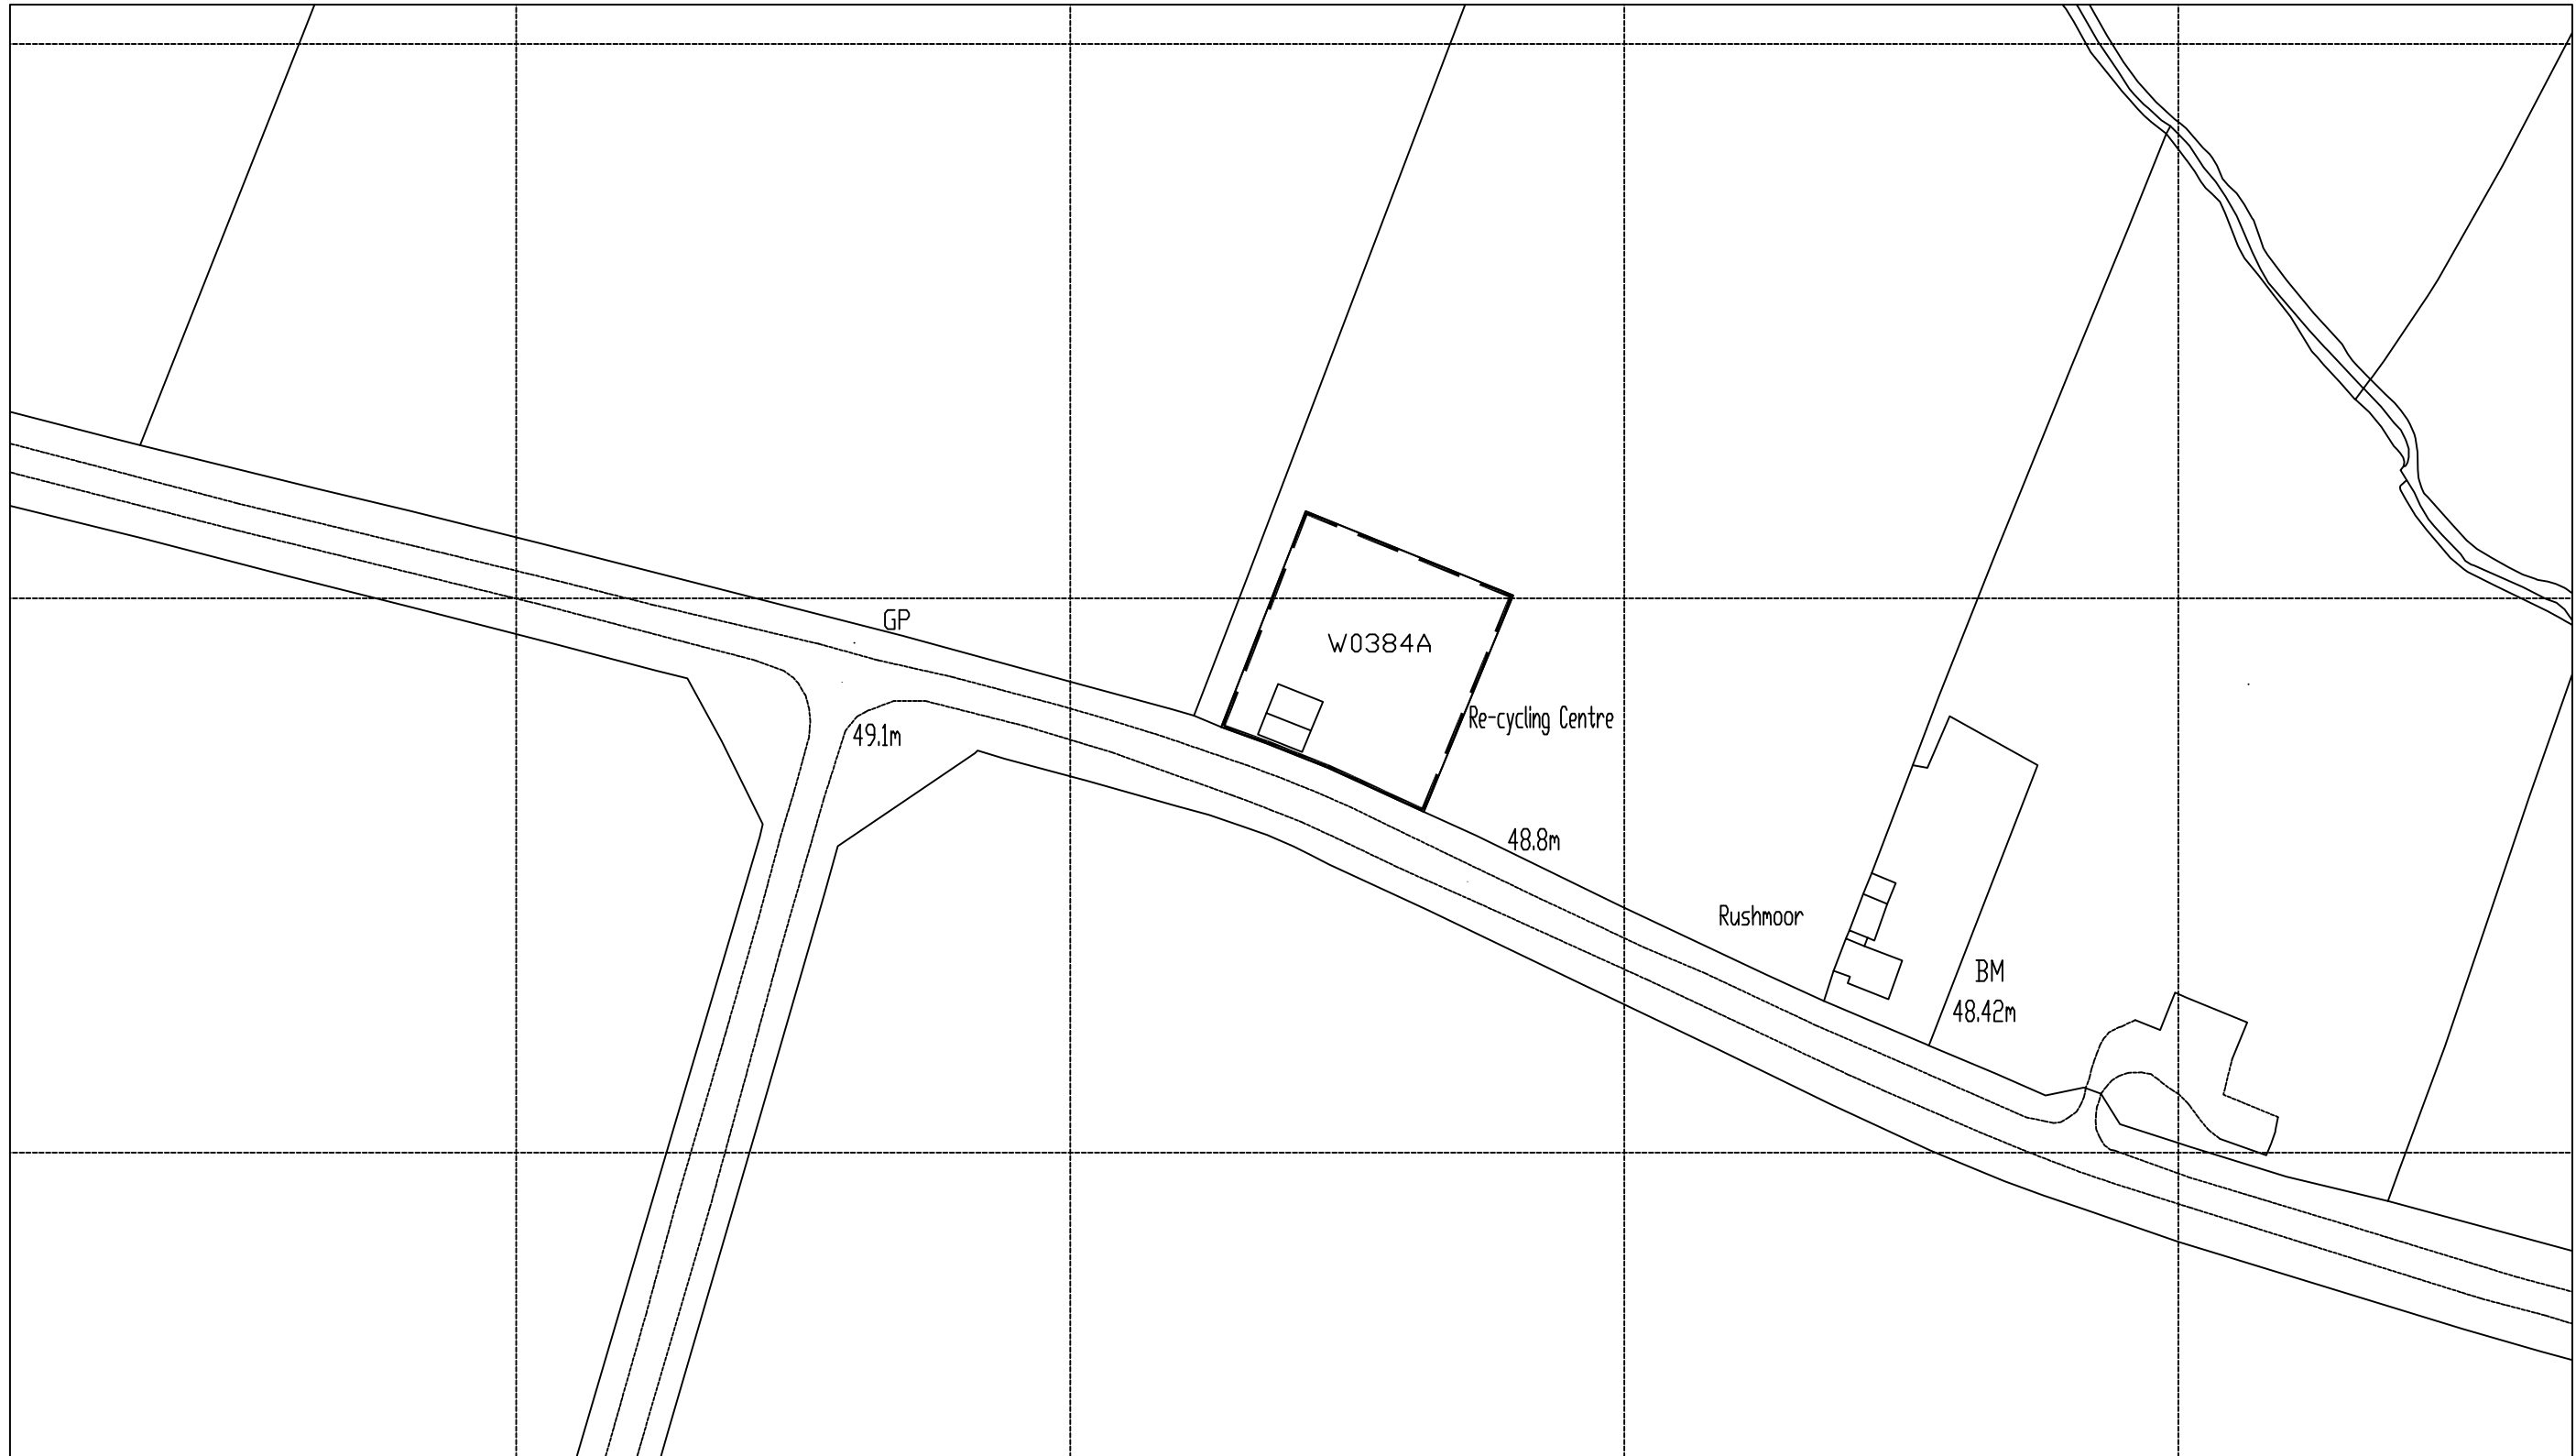 GP
W0384A
Re-cycling Centre
49.1m
48.8m
Rushmoor
BM
48.42m